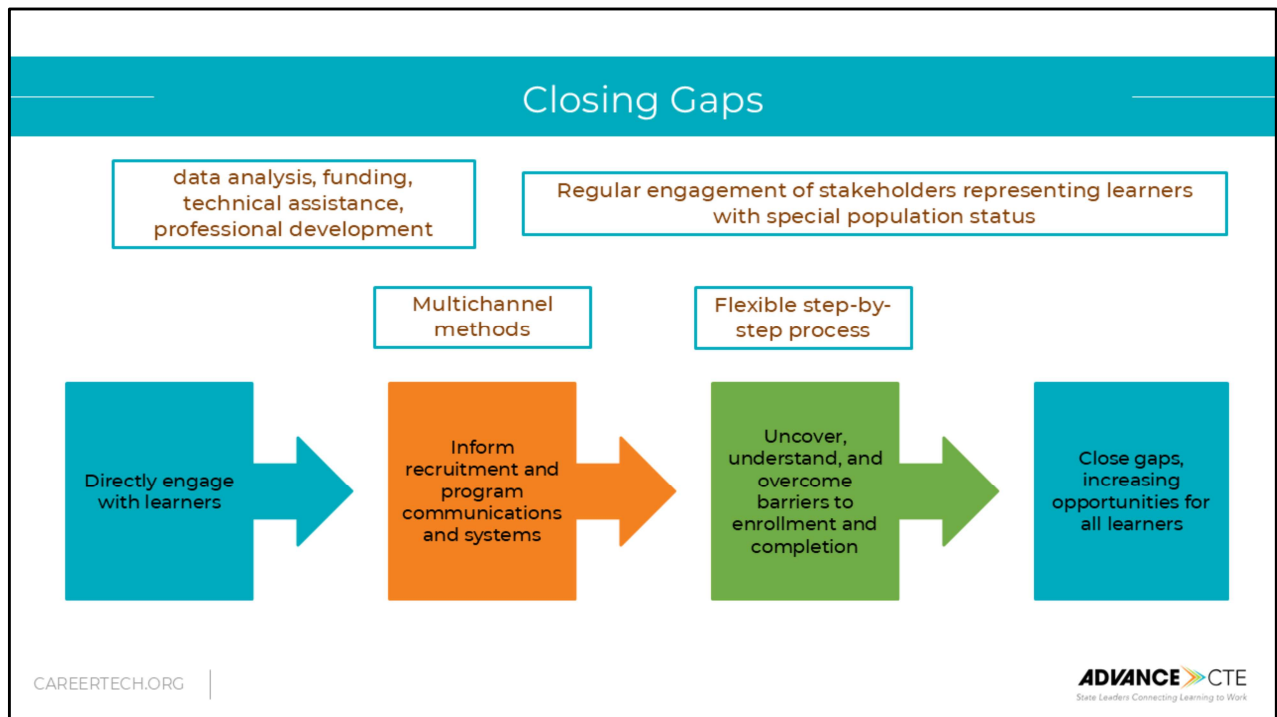 Closing Gaps
data analysis, funding,
technical assistance,
professional development
Regular engagement of stakeholders representing learners
with special population status
Multichannel
methods
Flexible step-by-
step process
Directly engage
with learners
Inform
recruitment and
program
communications
and systems
Uncover,
understand, and
overcome
barriers to
enrollment and
completion
Close gaps,
increasing
opportunities for
all learners
CAREERTECH.ORG
ADVANCE CTE
State Leaders Connecting Learning to Work